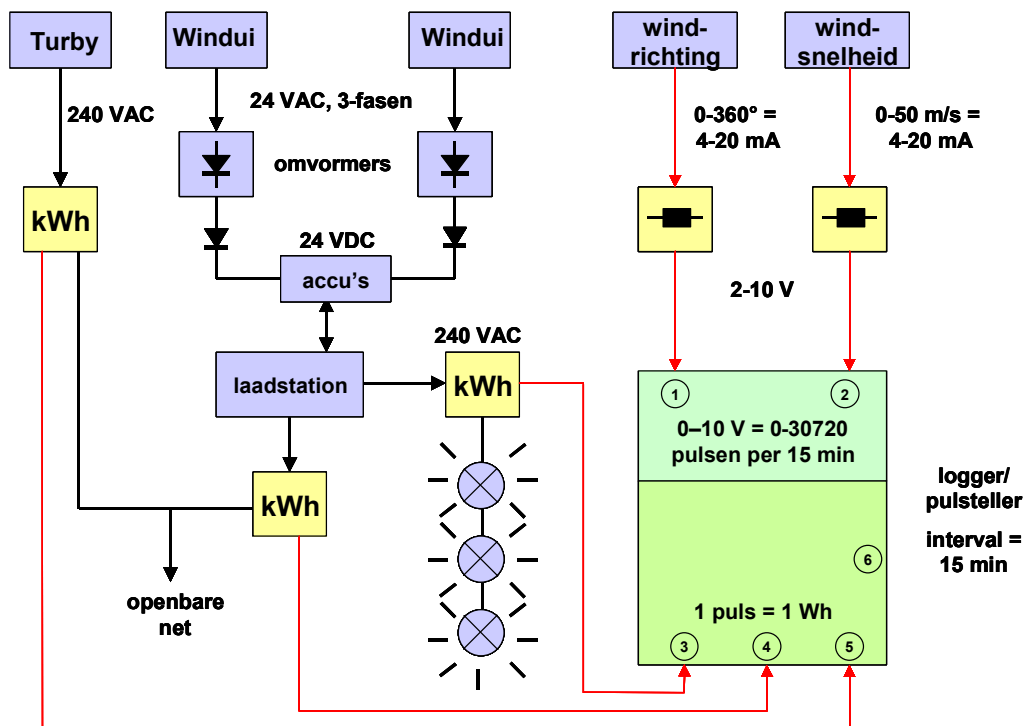 Turby
Windui
Windui
wind-
richting
wind-
snelheid
240 VAC
24 VAC, 3-fasen
0-360° =
4-20 mA
0-50 m/s =
4-20 mA
omvormers
kWh
24 VDC
accu's
2-10 V
240 VAC
laadstation
kWh
1
2
0–10 V = 0-30720
pulsen per 15 min
kWh
logger/
pulsteller
interval =
15 min
6
openbare
net
1 puls = 1 Wh
3
4
5